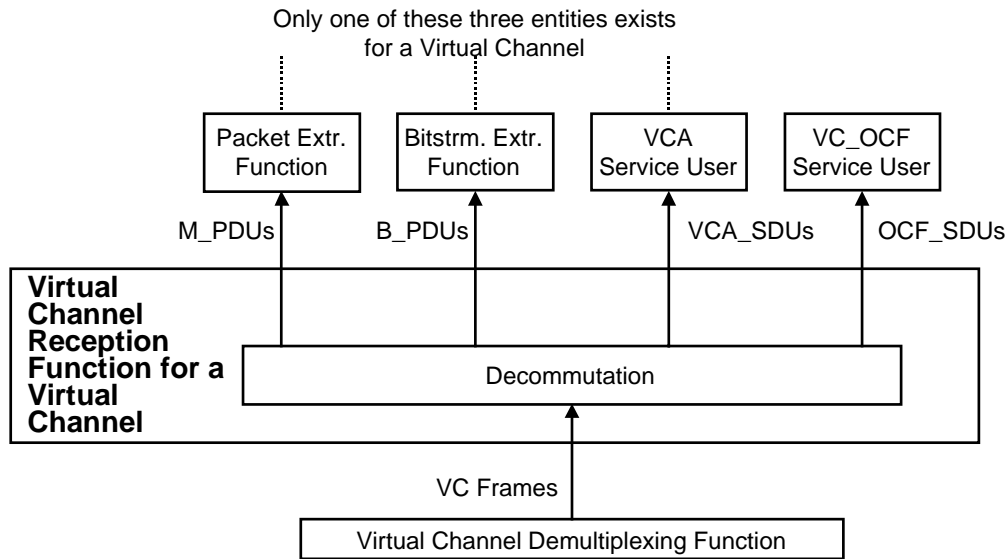 Only one of these three entities exists
for a Virtual Channel
Packet Extr.
Function
Bitstrm. Extr.
Function
VCA
Service User
VC_OCF
Service User
M_PDUs
B_PDUs
VCA_SDUs
OCF_SDUs
Virtual
Channel
Reception
Function for a
Virtual
Channel
Decommutation
VC Frames
Virtual Channel Demultiplexing Function